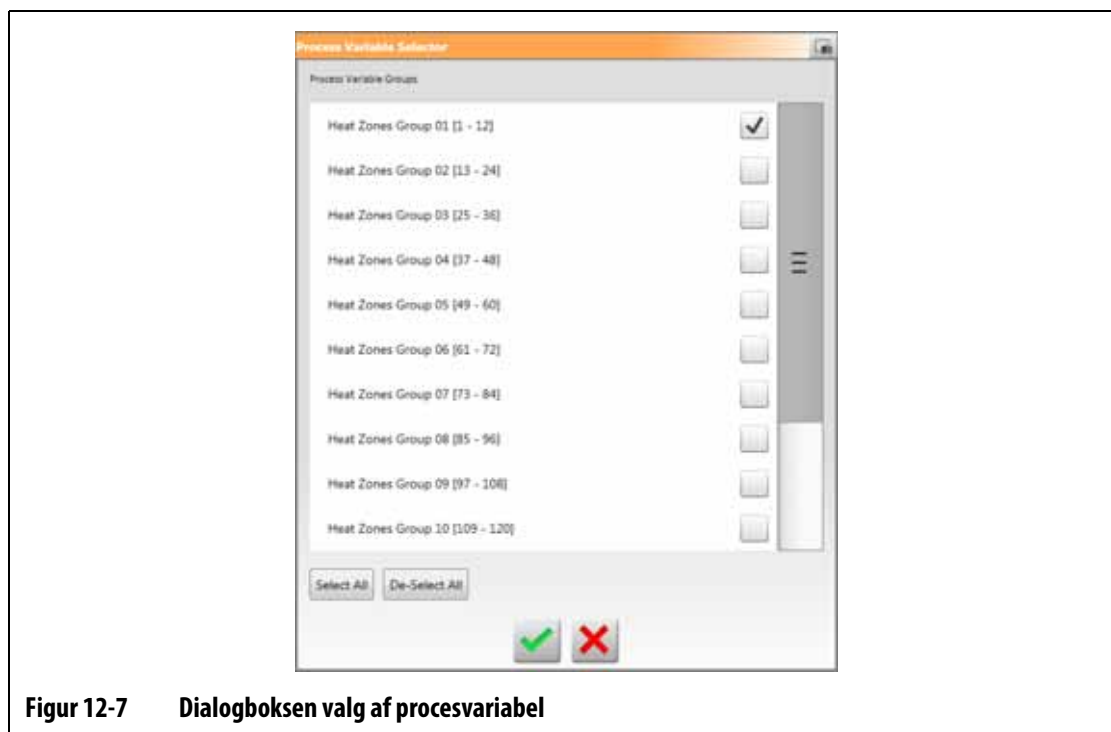 Process Variable Selector
Process Variable Groups
Heat Zones Group 01 [1 - 12]
Heat Zones Group 02 [13 - 24]
Heat Zones Group 03 [25 - 36]
Heat Zones Group 04 [37 - 48]
Heat Zones Group 05 [49 - 60]
Heat Zones Group 06 [61 - 72]
Heat Zones Group 07 [73 - 84]
Heat Zones Group 08 [85 - 96]
Heat Zones Group 09 [97 - 108]
Heat Zones Group 10 [109 - 120]
Select All De-Select All
Figur 12-7 Dialogboksen valg af procesvariabel